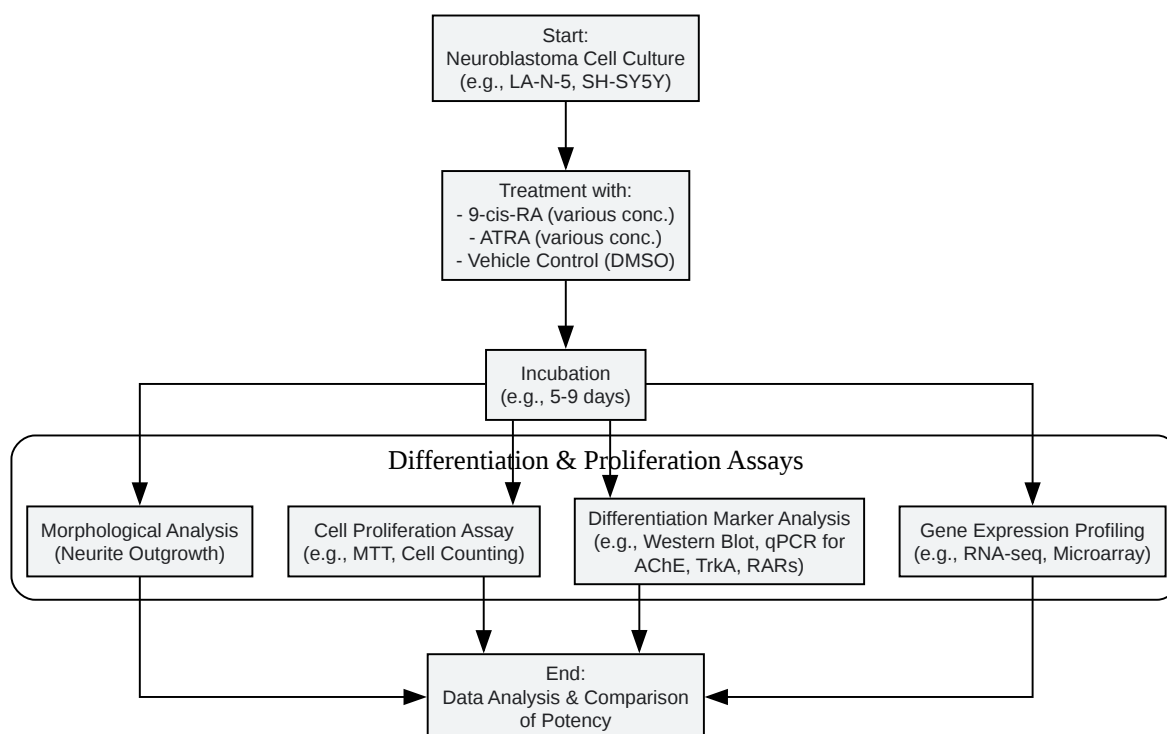 Start:
Neuroblastoma Cell Culture
(e.g., LA-N-5, SH-SY5Y)
Treatment with:
- 9-cis-RA (various conc.)
- ATRA (various conc.)
- Vehicle Control (DMSO)
Incubation
(e.g., 5-9 days)
Differentiation & Proliferation Assays
Morphological Analysis
(Neurite Outgrowth)
Cell Proliferation Assay
(e.g., MTT, Cell Counting)
Differentiation Marker Analysis
(e.g., Western Blot, qPCR for
AChE, TrkA, RARs)
Gene Expression Profiling
(e.g., RNA-seq, Microarray)
End:
Data Analysis & Comparison
of Potency